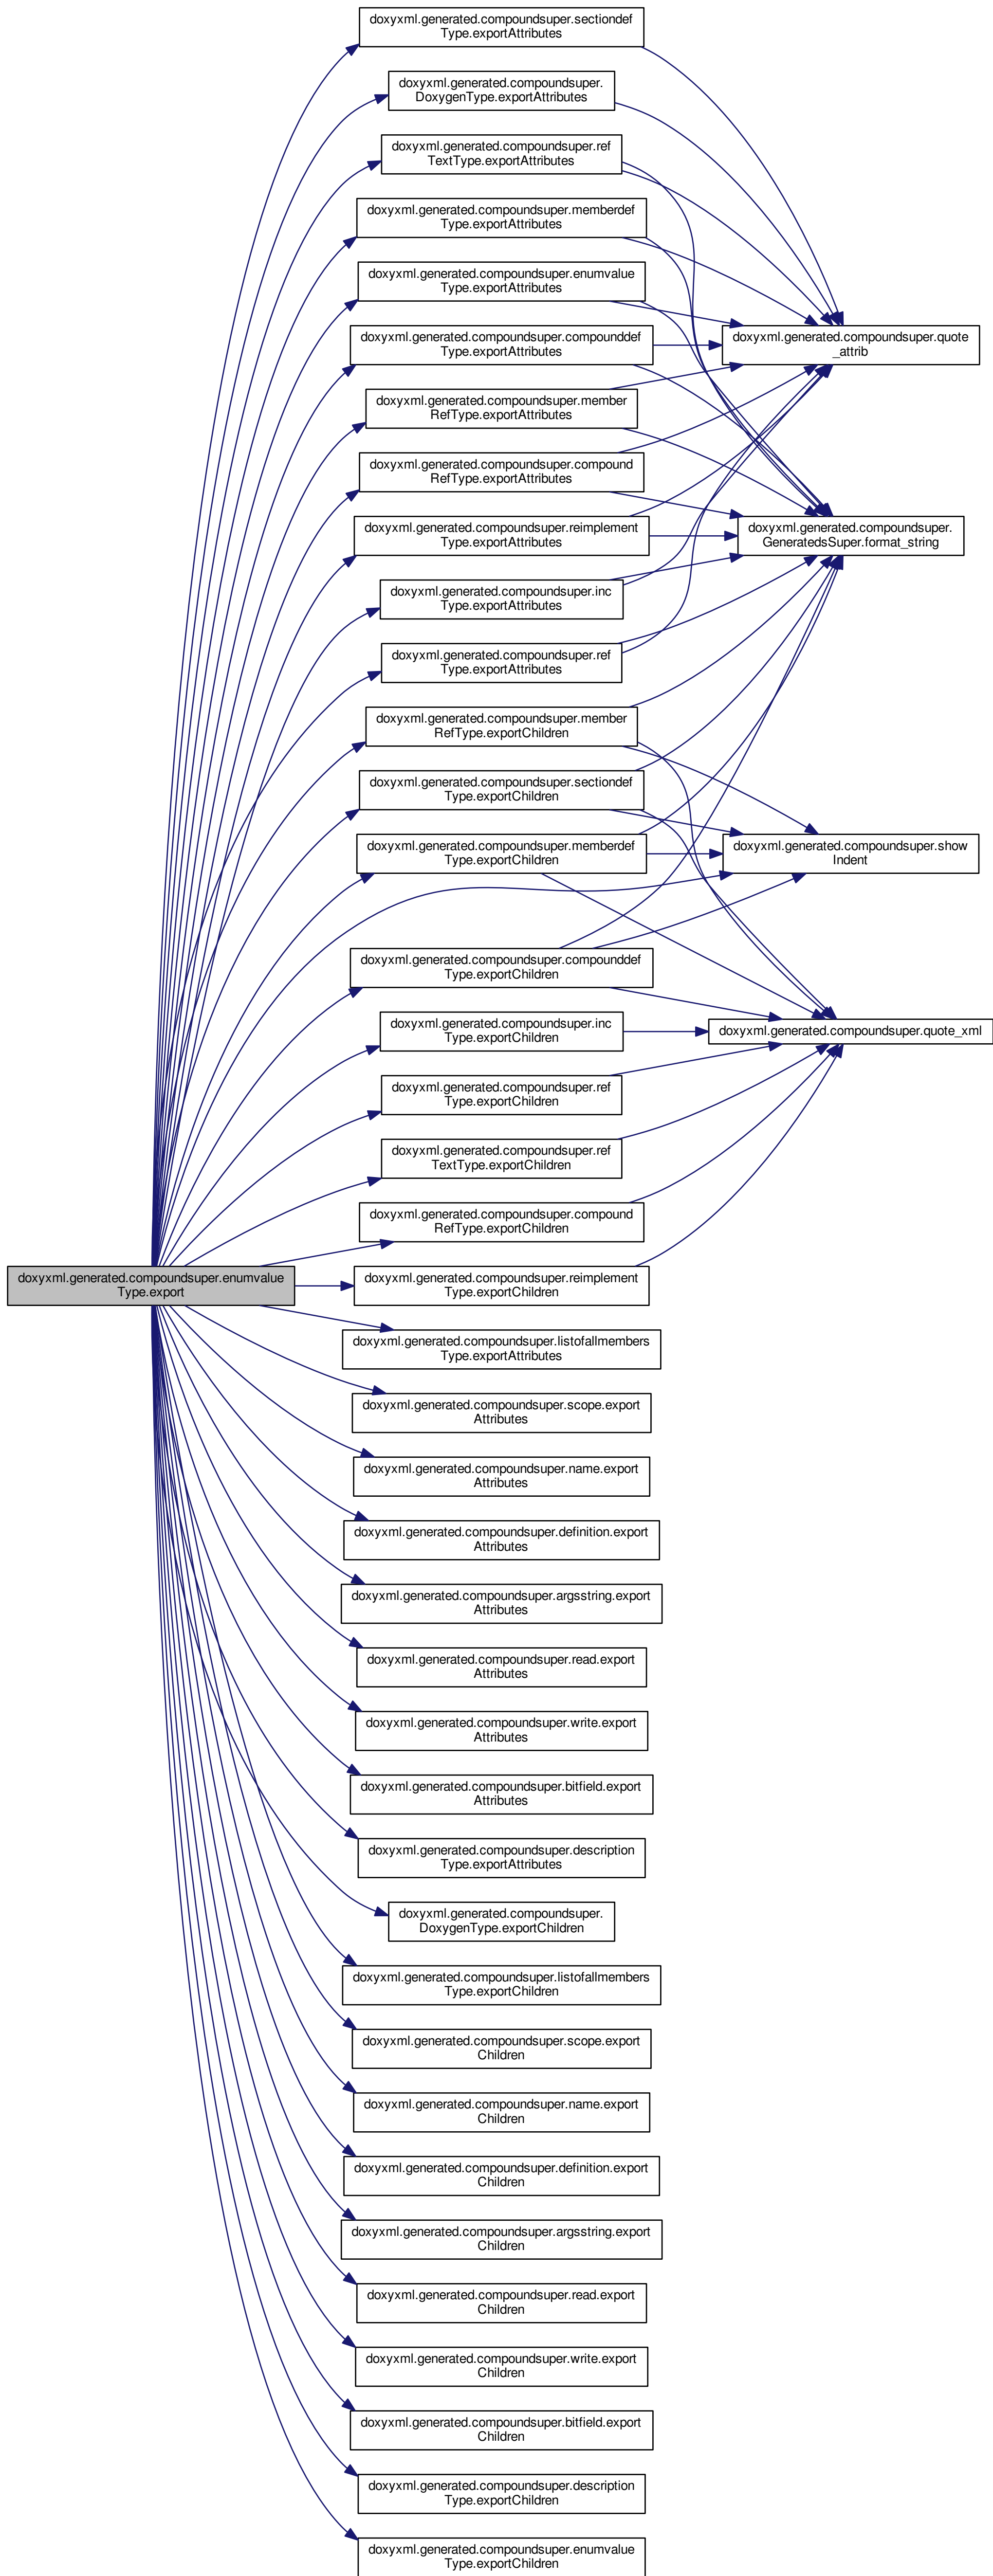 doxyxml.generated.compoundsuper.sectiondef
Type.exportAttributes
doxyxml.generated.compoundsuper.
DoxygenType.exportAttributes
doxyxml.generated.compoundsuper.ref
TextType.exportAttributes
doxyxml.generated.compoundsuper.memberdef
Type.exportAttributes
doxyxml.generated.compoundsuper.enumvalue
Type.exportAttributes
doxyxml.generated.compoundsuper.compounddef
Type.exportAttributes
doxyxml.generated.compoundsuper.quote
_attrib
doxyxml.generated.compoundsuper.member
RefType.exportAttributes
doxyxml.generated.compoundsuper.compound
RefType.exportAttributes
doxyxml.generated.compoundsuper.reimplement
Type.exportAttributes
doxyxml.generated.compoundsuper.
GeneratedsSuper.format_string
doxyxml.generated.compoundsuper.inc
Type.exportAttributes
doxyxml.generated.compoundsuper.ref
Type.exportAttributes
doxyxml.generated.compoundsuper.member
RefType.exportChildren
doxyxml.generated.compoundsuper.sectiondef
Type.exportChildren
doxyxml.generated.compoundsuper.memberdef
Type.exportChildren
doxyxml.generated.compoundsuper.show
Indent
doxyxml.generated.compoundsuper.compounddef
Type.exportChildren
doxyxml.generated.compoundsuper.inc
Type.exportChildren
doxyxml.generated.compoundsuper.quote_xml
doxyxml.generated.compoundsuper.ref
Type.exportChildren
doxyxml.generated.compoundsuper.ref
TextType.exportChildren
doxyxml.generated.compoundsuper.compound
RefType.exportChildren
doxyxml.generated.compoundsuper.enumvalue
Type.export
doxyxml.generated.compoundsuper.reimplement
Type.exportChildren
doxyxml.generated.compoundsuper.listofallmembers
Type.exportAttributes
doxyxml.generated.compoundsuper.scope.export
Attributes
doxyxml.generated.compoundsuper.name.export
Attributes
doxyxml.generated.compoundsuper.definition.export
Attributes
doxyxml.generated.compoundsuper.argsstring.export
Attributes
doxyxml.generated.compoundsuper.read.export
Attributes
doxyxml.generated.compoundsuper.write.export
Attributes
doxyxml.generated.compoundsuper.bitfield.export
Attributes
doxyxml.generated.compoundsuper.description
Type.exportAttributes
doxyxml.generated.compoundsuper.
DoxygenType.exportChildren
doxyxml.generated.compoundsuper.listofallmembers
Type.exportChildren
doxyxml.generated.compoundsuper.scope.export
Children
doxyxml.generated.compoundsuper.name.export
Children
doxyxml.generated.compoundsuper.definition.export
Children
doxyxml.generated.compoundsuper.argsstring.export
Children
doxyxml.generated.compoundsuper.read.export
Children
doxyxml.generated.compoundsuper.write.export
Children
doxyxml.generated.compoundsuper.bitfield.export
Children
doxyxml.generated.compoundsuper.description
Type.exportChildren
doxyxml.generated.compoundsuper.enumvalue
Type.exportChildren